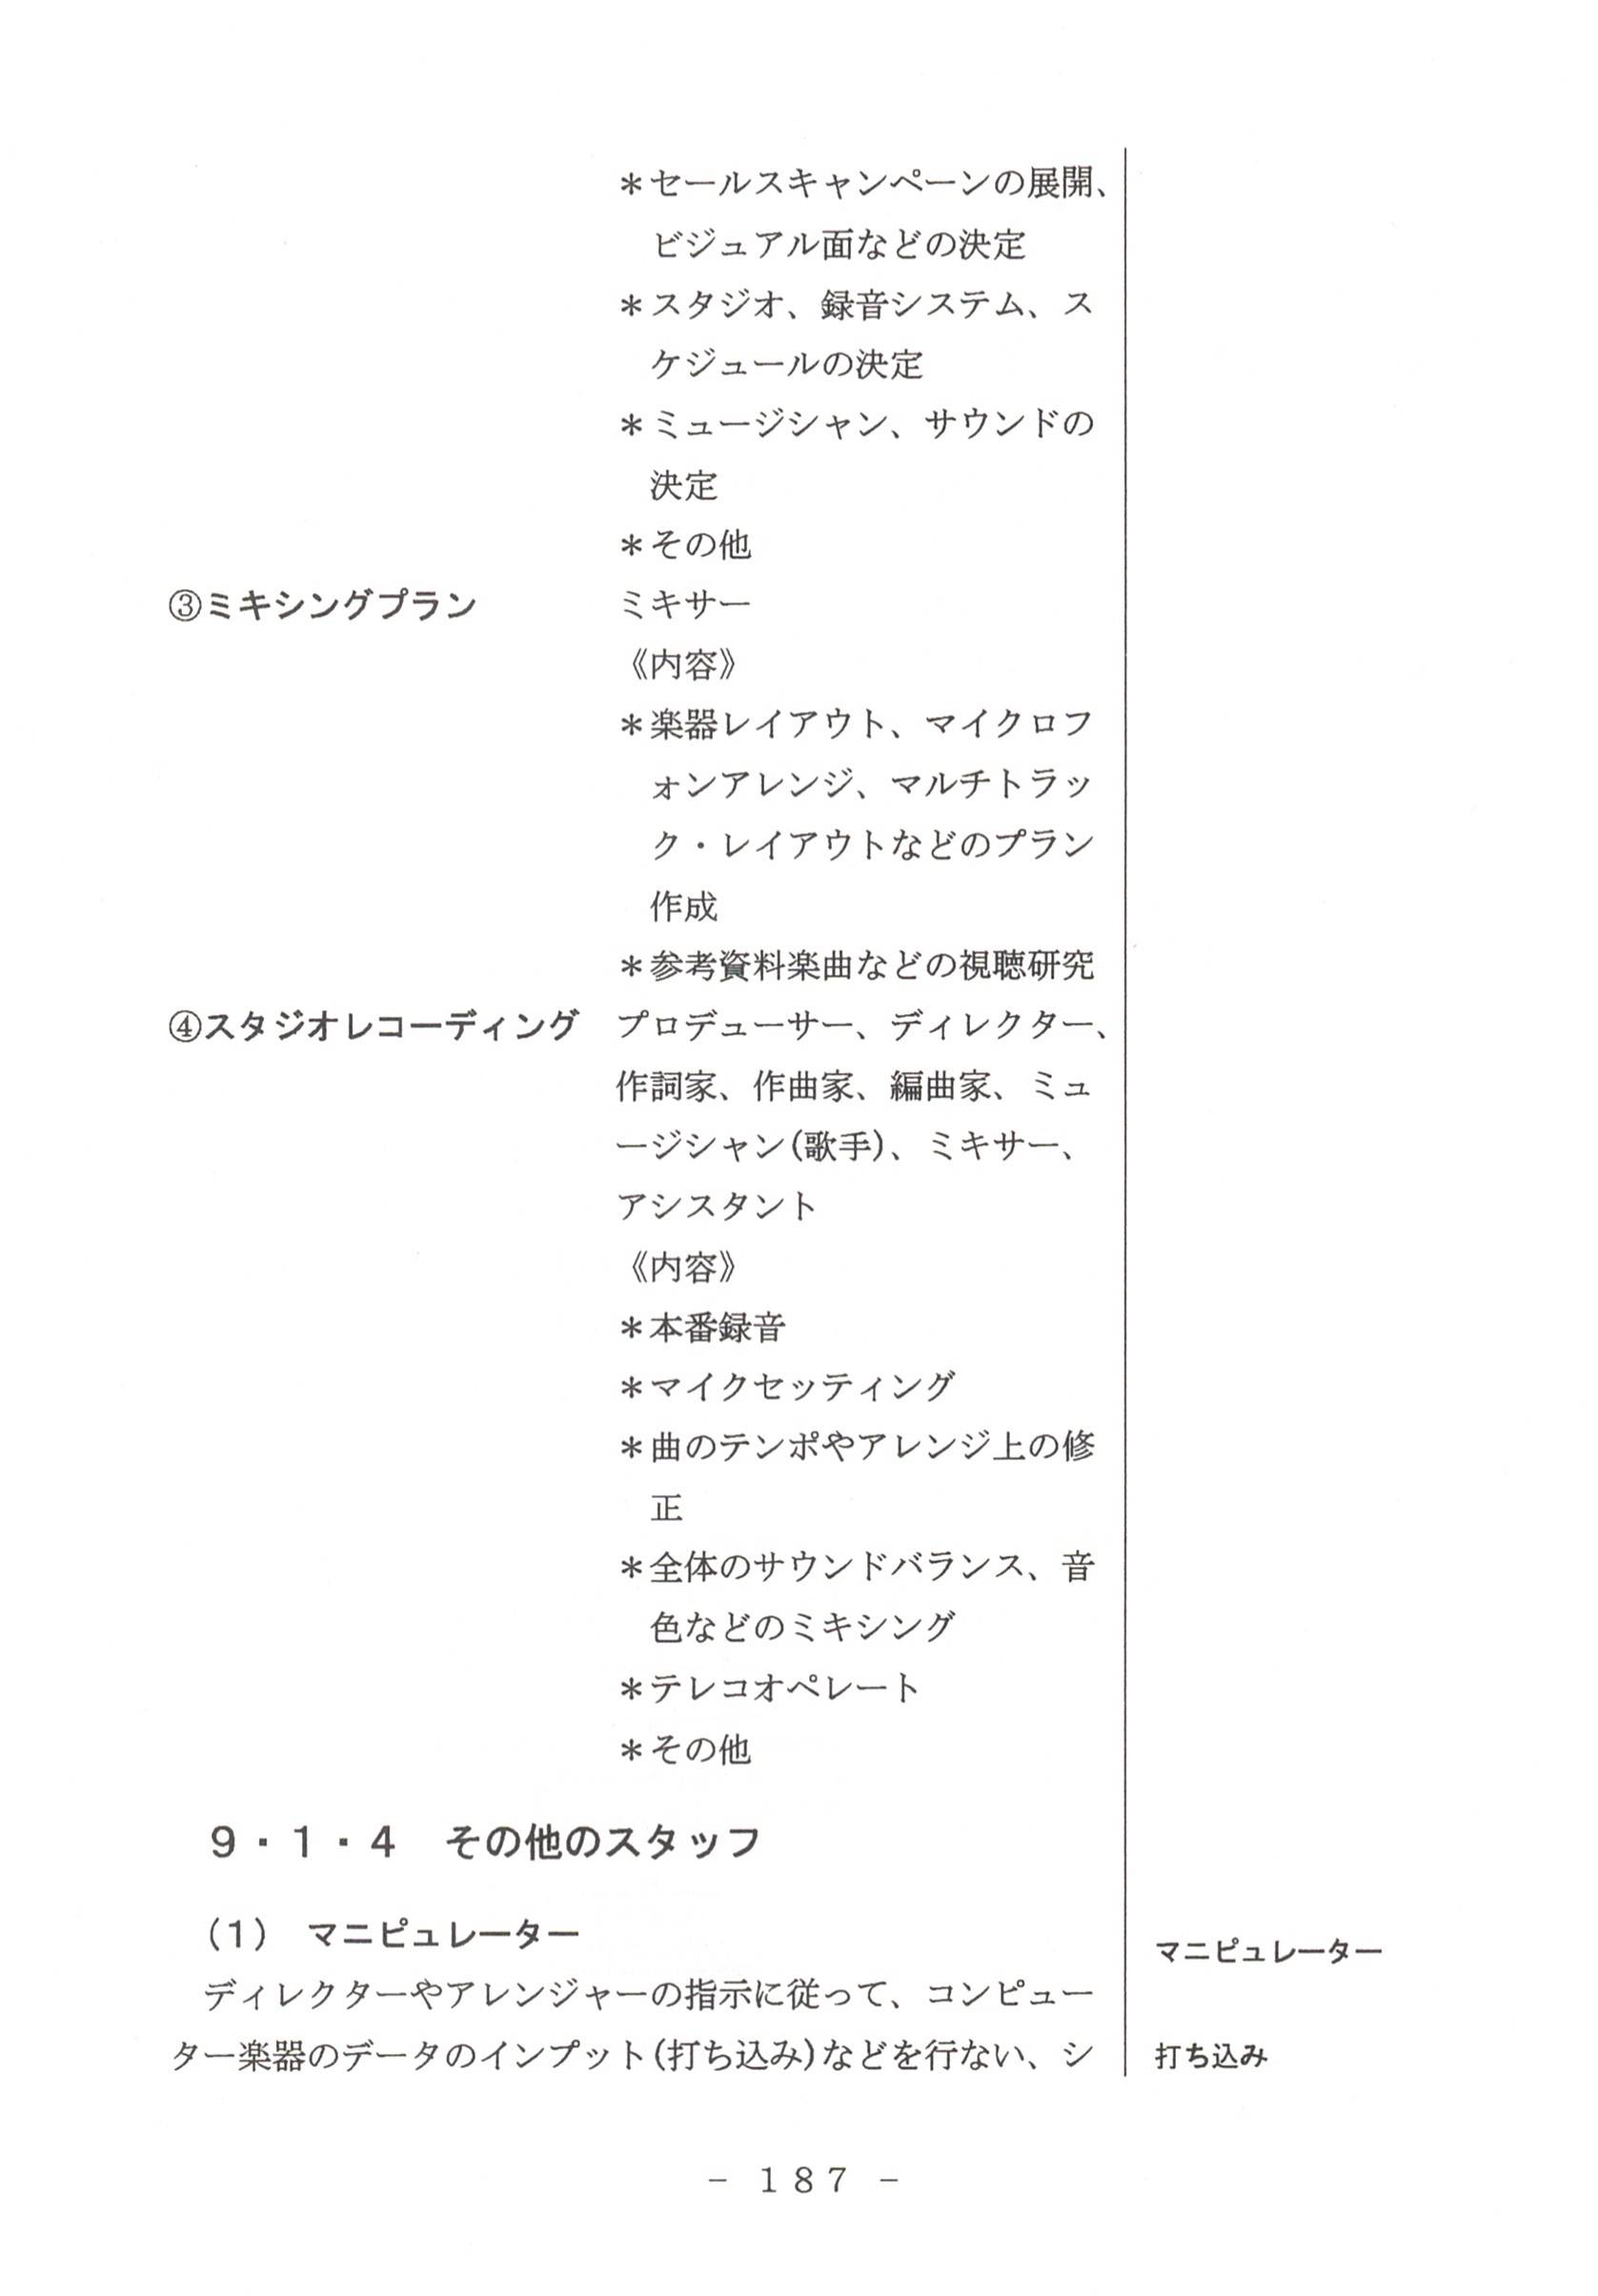 ＊セールスキャンペーンの展開、
ビジュアル面などの決定
＊スタジオ、録音システム、ス
ケジュールの決定
＊ミュージシャン、サウンドの
決定
＊その他
③ミキシングプラン　ミキサー
《内容》
＊楽器レイアウト、マイクロフ
ォンアレンジ、マルチトラッ
ク・レイアウトなどのプラン
作成
＊参考資料楽曲などの視聴研究
④スタジオレコーディング　プロデューサー、ディレクター、
作詞家、作曲家、編曲家、ミュ
ージシャン(歌手)、ミキサー、
アシスタント
《内容》
＊本番録音
＊マイクセッティング
＊曲のテンポやアレンジ上の修
正
＊全体のサウンドバランス、音
色などのミキシング
＊テレコオペレート
＊その他
９・１・４　その他のスタッフ
（1）　マニピュレーター
マニピュレーター
ディレクターやアレンジャーの指示に従って、コンピュー
ター楽器のデータのインプット(打ち込み)などを行ない、シ
打ち込み
－ 187 －